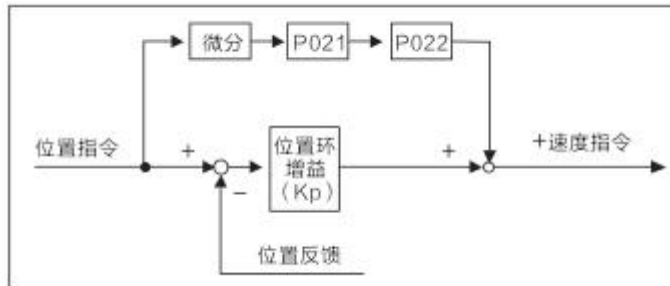 微分
P021
P022
位置指令
+
−
位置环
增益
（Kp）
+
+速度指令
位置反馈